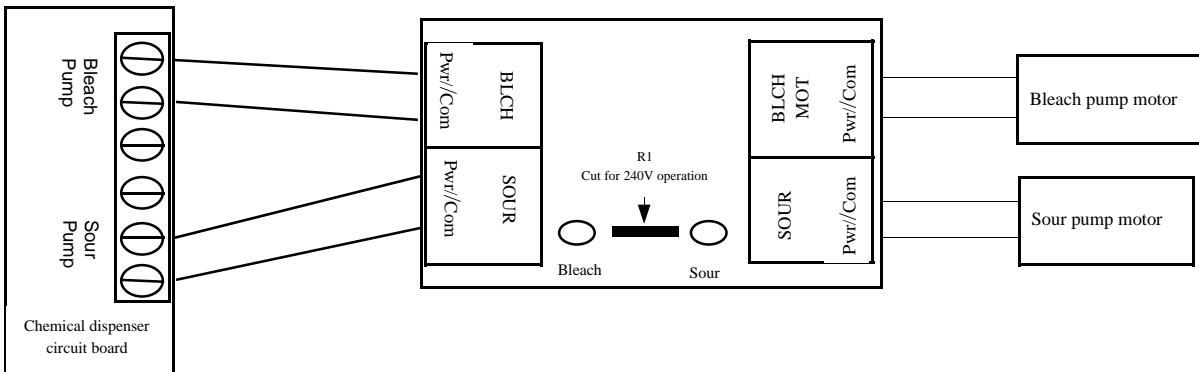 Bleach
Pump
Sour
Pump
Chemical dispenser
circuit board
BLCH
Pwr//Com
SOUR
Pwr//Com
R1
Cut for 240V operation
Bleach
Sour
BLCH
MOT
Pwr//Com
SOUR
Pwr//Com
Bleach pump motor
Sour pump motor